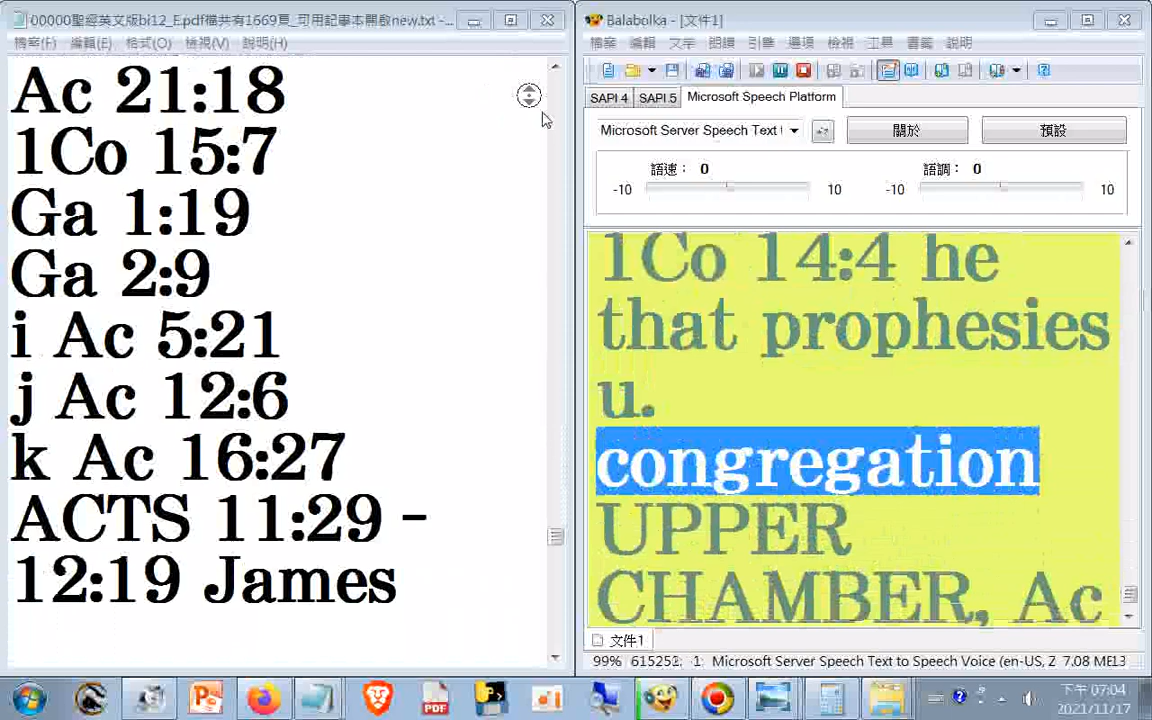 00000聖經英文版bi12_E.pdf檔共有1669頁_可用記事本開啟new.txt - ...
檔案(F) 編輯(E) 格式(O) 檢視(V) 說明(H)
Ac 21:18
1Co 15:7
Ga 1:19
Ga 2:9
i Ac 5:21
j Ac 12:6
k Ac 16:27
ACTS 11:29 -
12:19 James
Balabolka - [文件1]
檔案 編輯 文字 朗讀 引擎 選項 檢視 工具 書籤 說明
SAPI 4 SAPI 5 Microsoft Speech Platform
Microsoft Server Speech Text t 關於 預設
語速： 0 語調： 0
-10 10 -10 10
1Co 14:4 he
that prophesies
u.
congregation
UPPER
CHAMBER, Ac
文件1
99% 615252: 1: Microsoft Server Speech Text to Speech Voice (en-US, Z 7.08 ME13
PDF
下午 07:04
2021/11/17